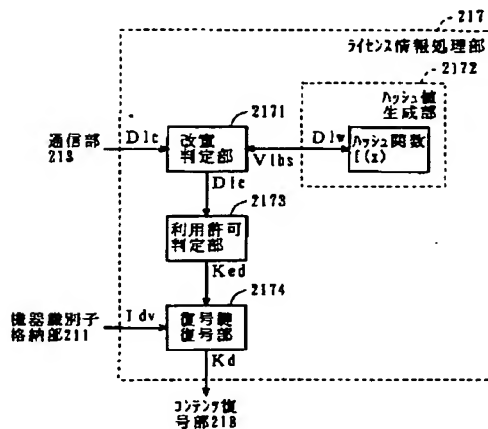 217
ライセンス情報処理部
2172
ハッシュ値
生成部
2171
通信部
213
Dlc
改竄
判定部
Vlbs
Dlw
ハッシュ関数
f(x)
Dlc
2173
利用許可
判定部
Ked
2174
機器識別子
格納部211
Idv
復号鍵
復号部
Kd
コンテンツ復
号部218